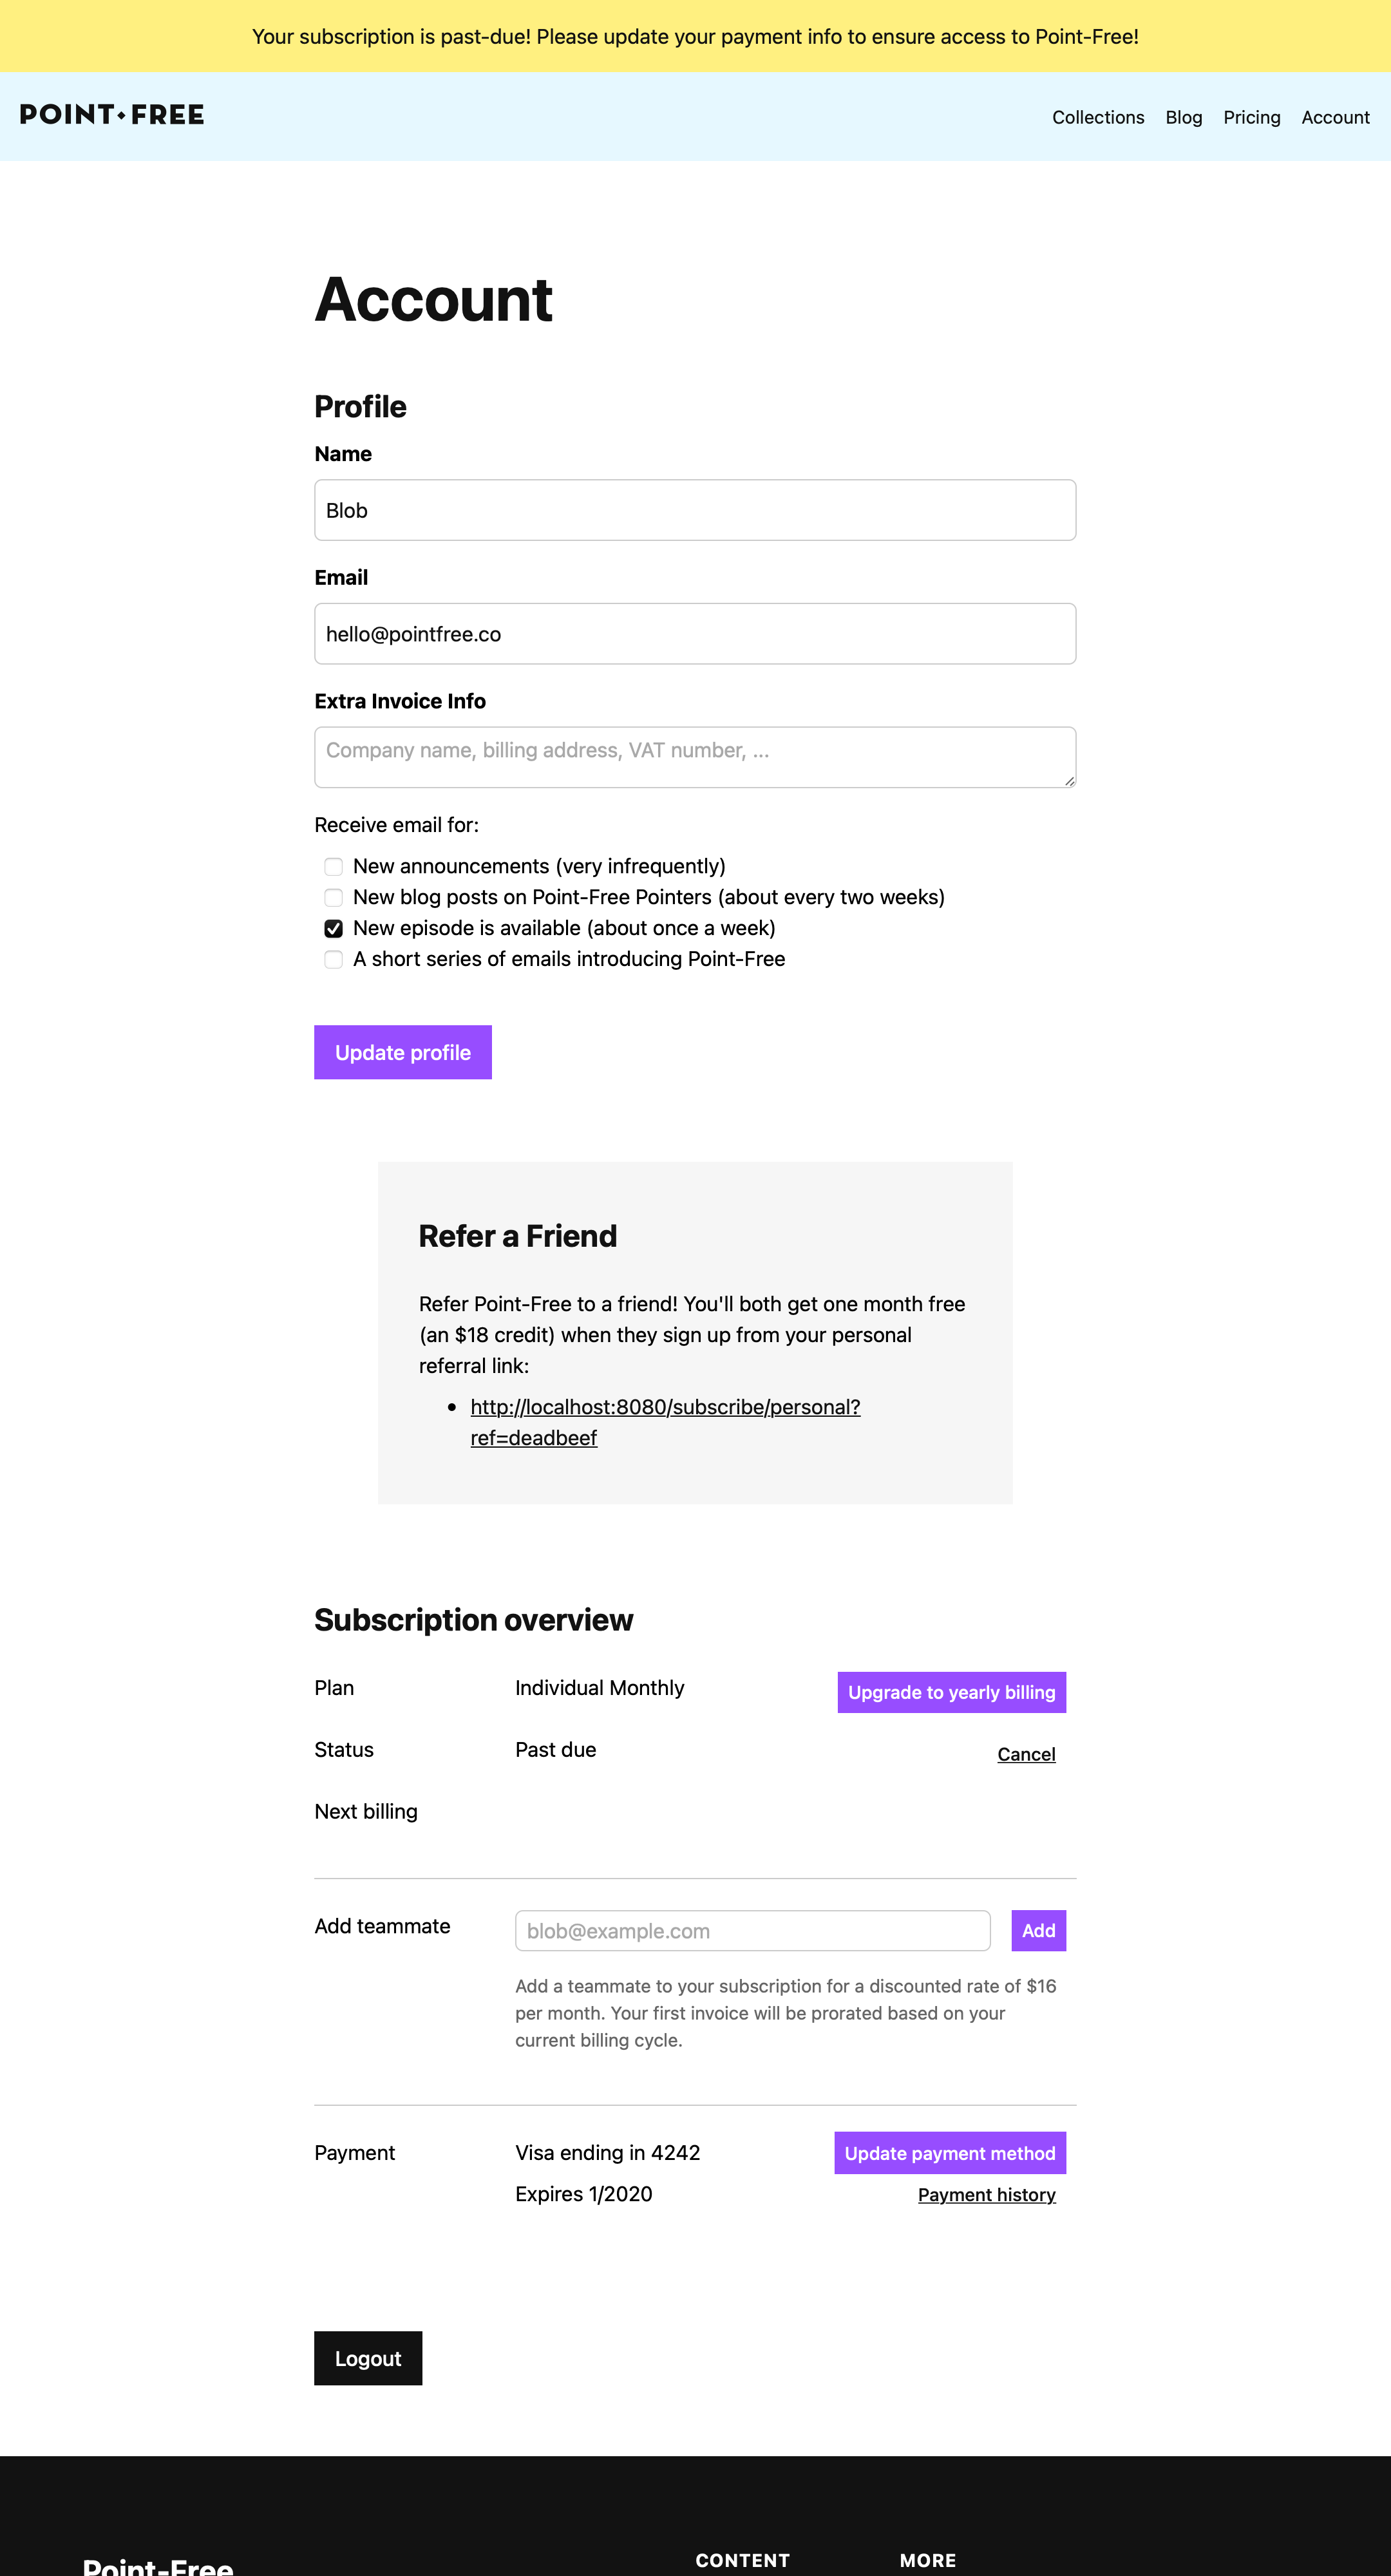 Your subscription is past-due! Please update your payment info to ensure access to Point-Free!
POINT•FREE
Collections Blog Pricing Account
Account
Profile
Name
Blob
Email
hello@pointfree.co
Extra Invoice Info
Company name, billing address, VAT number, ...
Receive email for:
New announcements (very infrequently)
New blog posts on Point-Free Pointers (about every two weeks)
New episode is available (about once a week)
A short series of emails introducing Point-Free
Update profile
Refer a Friend
Refer Point-Free to a friend! You'll both get one month free
(an $18 credit) when they sign up from your personal
referral link:
• http://localhost:8080/subscribe/personal?
ref=deadbeef
Subscription overview
Plan Individual Monthly Upgrade to yearly billing
Status Past due Cancel
Next billing
Add teammate blob@example.com Add
Add a teammate to your subscription for a discounted rate of $16
per month. Your first invoice will be prorated based on your
current billing cycle.
Payment Visa ending in 4242 Update payment method
Expires 1/2020 Payment history
Logout
Point-Free CONTENT MORE